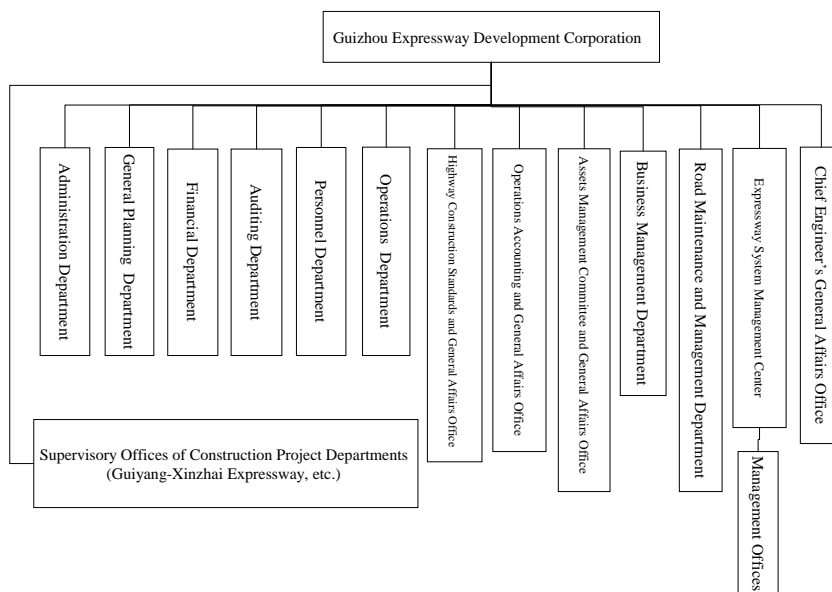 Guizhou Expressway Development Corporation
Administration Department
General Planning Department
Financial Department
Auditing Department
Personnel Department
Operations Department
Highway Construction Standards and General Affairs Office
Operations Accounting and General Affairs Office
Assets Management Committee and General Affairs Office
Business Management Department
Road Maintenance and Management Department
Expressway System Management Center
Chief Engineer's General Affairs Office
Supervisory Offices of Construction Project Departments
(Guiyang-Xinzhai Expressway, etc.)
Management Offices